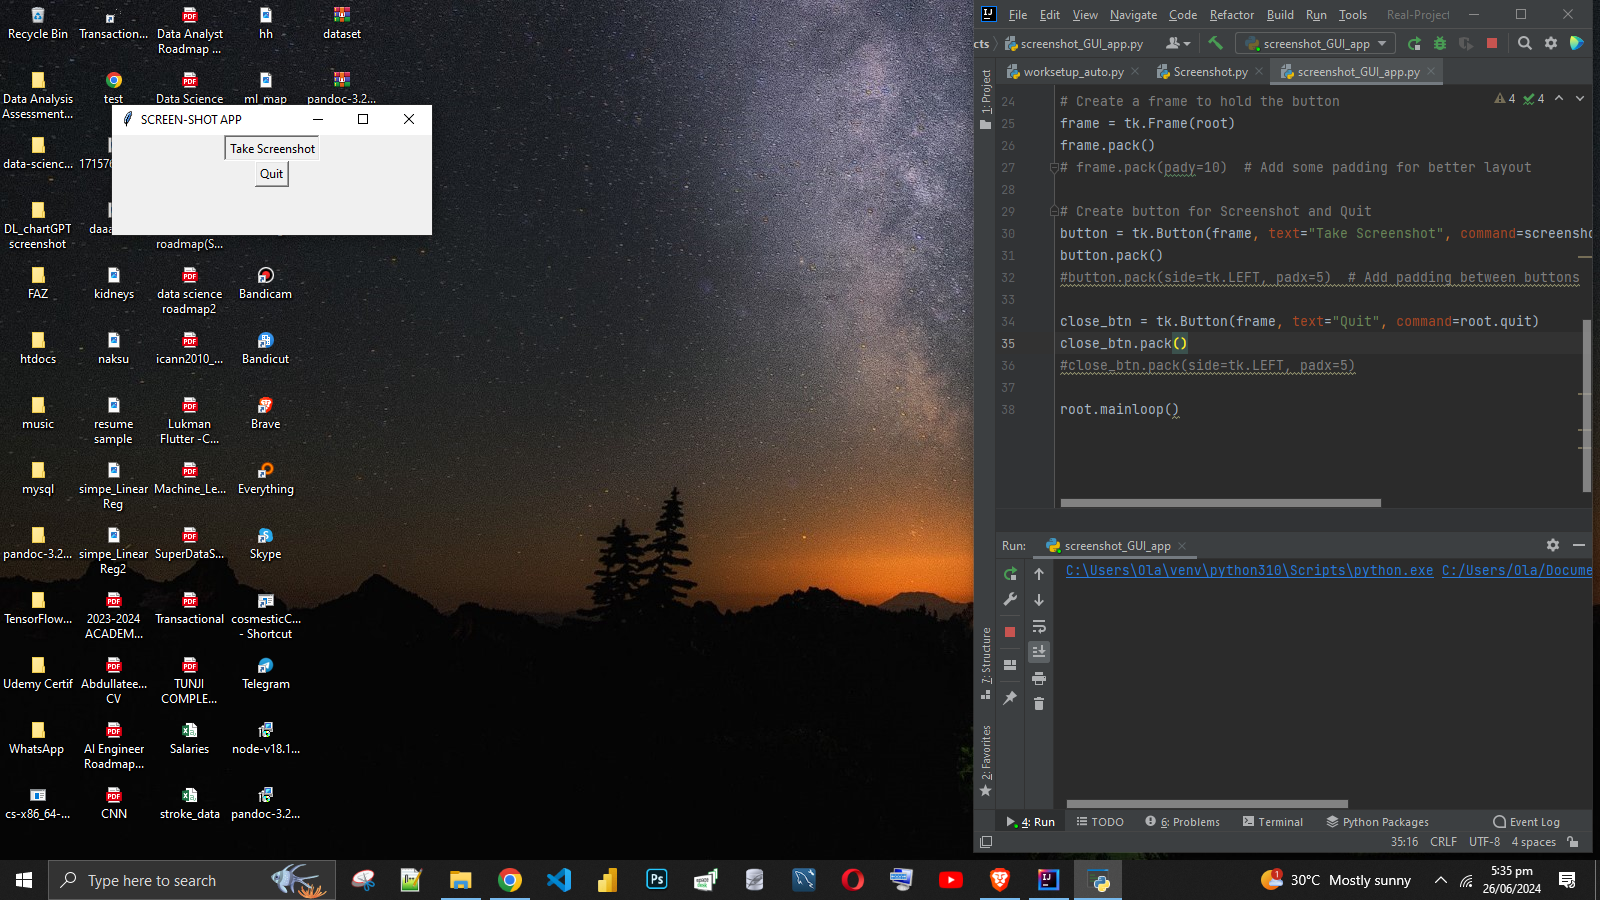 Recycle Bin
Transaction...
Data Analyst
Roadmap ...
hh
dataset
Data Analysis
Assessment...
test
Data Science
ml_map
pandoc-3.2...
data-scienc...
DL_chartGPT
screenshot
roadmap(S...
FAZ
kidneys
data science
roadmap2
Bandicam
htdocs
naksu
icann2010_...
Bandicut
music
resume
sample
Lukman
Flutter -C...
Brave
mysql
simpe_Linear
Reg
Machine_Le...
Everything
pandoc-3.2...
simpe_Linear
Reg2
SuperDataS...
Skype
TensorFlow...
2023-2024
ACADEM...
Transactional
cosmesticC...
- Shortcut
Udemy Certif
Abdullatee...
CV
TUNJI
COMPLE...
Telegram
WhatsApp
AI Engineer
Roadmap...
Salaries
node-v18.1...
cs-x86_64-...
CNN
stroke_data
pandoc-3.2...
SCREEN-SHOT APP
Take Screenshot
Quit
File Edit View Navigate Code Refactor Build Run Tools Real-Project
cts screenshot_GUI_app.py screenshot_GUI_app
worksetup_auto.py Screenshot.py screenshot_GUI_app.py
1: Project
4 4
24 # Create a frame to hold the button
25 frame = tk.Frame(root)
26 frame.pack()
27 # frame.pack(pady=10)  # Add some padding for better layout
28
29 # Create button for Screenshot and Quit
30 button = tk.Button(frame, text="Take Screenshot", command=screensho
31 button.pack()
32 #button.pack(side=tk.LEFT, padx=5)  # Add padding between buttons
33
34 close_btn = tk.Button(frame, text="Quit", command=root.quit)
35 close_btn.pack()
36 #close_btn.pack(side=tk.LEFT, padx=5)
37
38 root.mainloop()
Run: screenshot_GUI_app
C:\Users\Ola\venv\python310\Scripts\python.exe C:/Users/Ola/Docume
7: Structure
2: Favorites
4: Run TODO 6: Problems Terminal Python Packages Event Log
35:16 CRLF UTF-8 4 spaces
Type here to search
Ps
1
30°C Mostly sunny
5:35 pm
26/06/2024